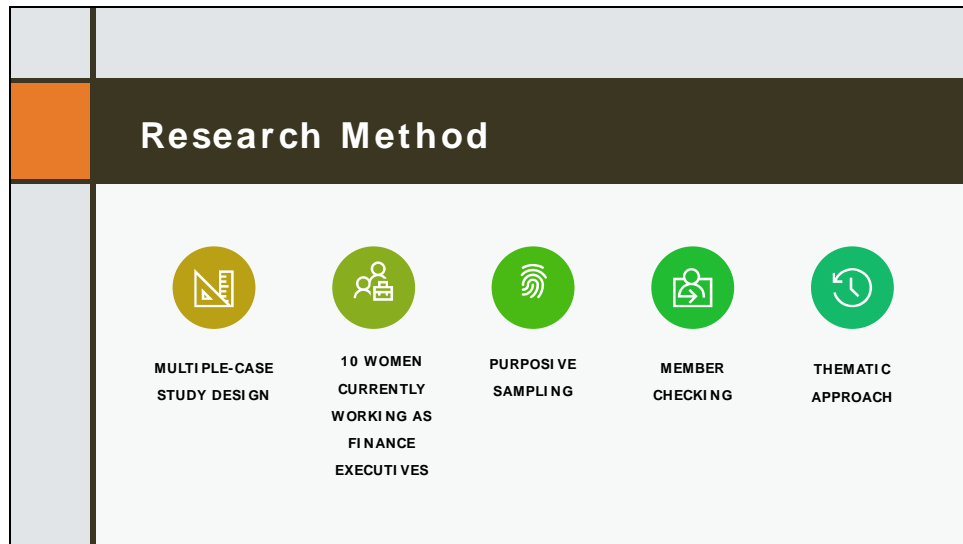 Research Method
MULTIPLE-CASE
STUDY DESIGN
10 WOMEN
CURRENTLY
WORKING AS
FINANCE
EXECUTIVES
PURPOSIVE
SAMPLING
MEMBER
CHECKING
THEMATIC
APPROACH